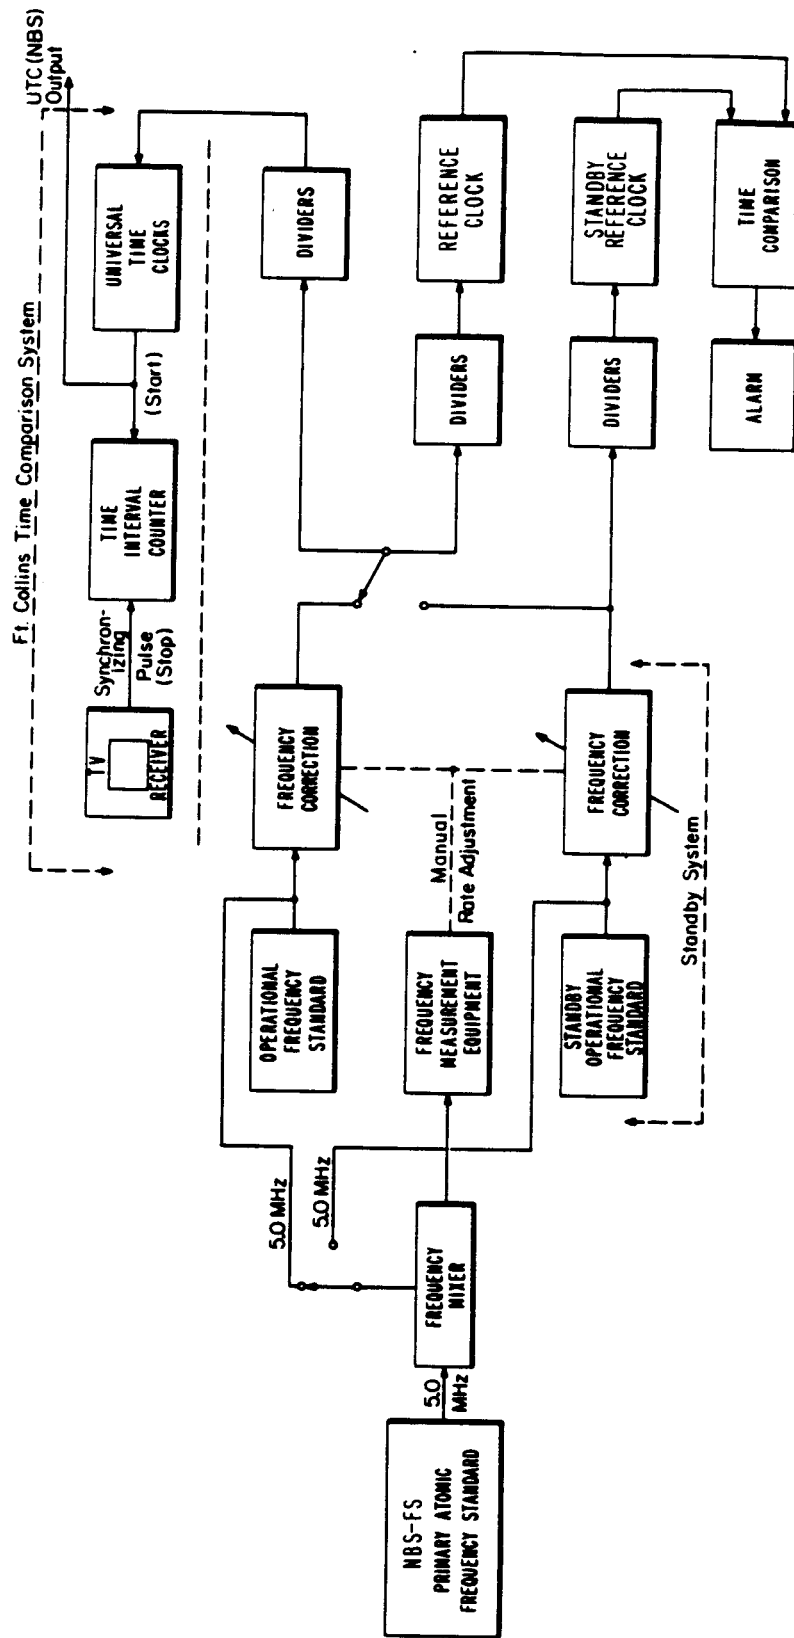 Ft. Collins Time Comparison System
UTC(NBS)
Output
TV
RECEIVER
Synchron-
izing
Pulse
(Stop)
TIME
INTERVAL
COUNTER
(Start)
UNIVERSAL
TIME
CLOCKS
DIVIDERS
5.0 MHz
5.0 MHz
OPERATIONAL
FREQUENCY
STANDARD
FREQUENCY
CORRECTION
NBS-FS
PRIMARY ATOMIC
FREQUENCY STANDARD
5.0
MHz
FREQUENCY
MIXER
FREQUENCY
MEASUREMENT
EQUIPMENT
Manual
Rate Adjustment
DIVIDERS
REFERENCE
CLOCK
STANDBY
OPERATIONAL
FREQUENCY
STANDARD
FREQUENCY
CORRECTION
DIVIDERS
STANDBY
REFERENCE
CLOCK
Standby System
ALARM
TIME
COMPARISON